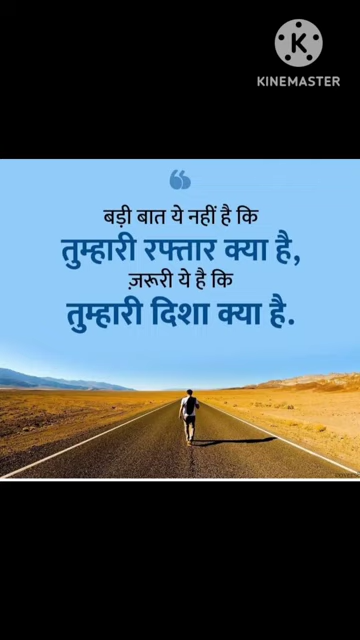 K
KINEMASTER
बड़ी बात ये नहीं है कि
तुम्हारी रफ्तार क्या है,
ज़रूरी ये है कि
तुम्हारी दिशा क्या है.